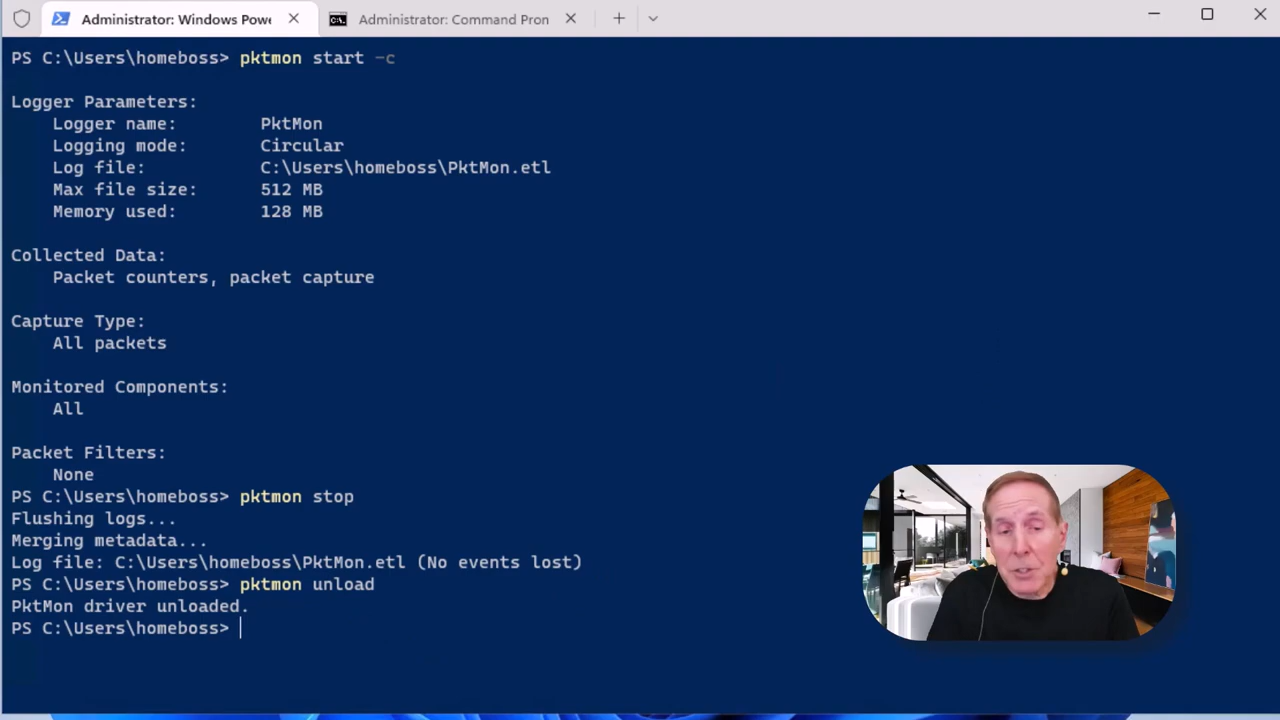 Administrator: Windows Powe
Administrator: Command Pron
PS C:\Users\homeboss> pktmon start -c
Logger Parameters:
Logger name: PktMon
Logging mode: Circular
Log file: C:\Users\homeboss\PktMon.etl
Max file size: 512 MB
Memory used: 128 MB
Collected Data:
Packet counters, packet capture
Capture Type:
All packets
Monitored Components:
All
Packet Filters:
None
PS C:\Users\homeboss> pktmon stop
Flushing logs...
Merging metadata...
Log file: C:\Users\homeboss\PktMon.etl (No events lost)
PS C:\Users\homeboss> pktmon unload
PktMon driver unloaded.
PS C:\Users\homeboss>